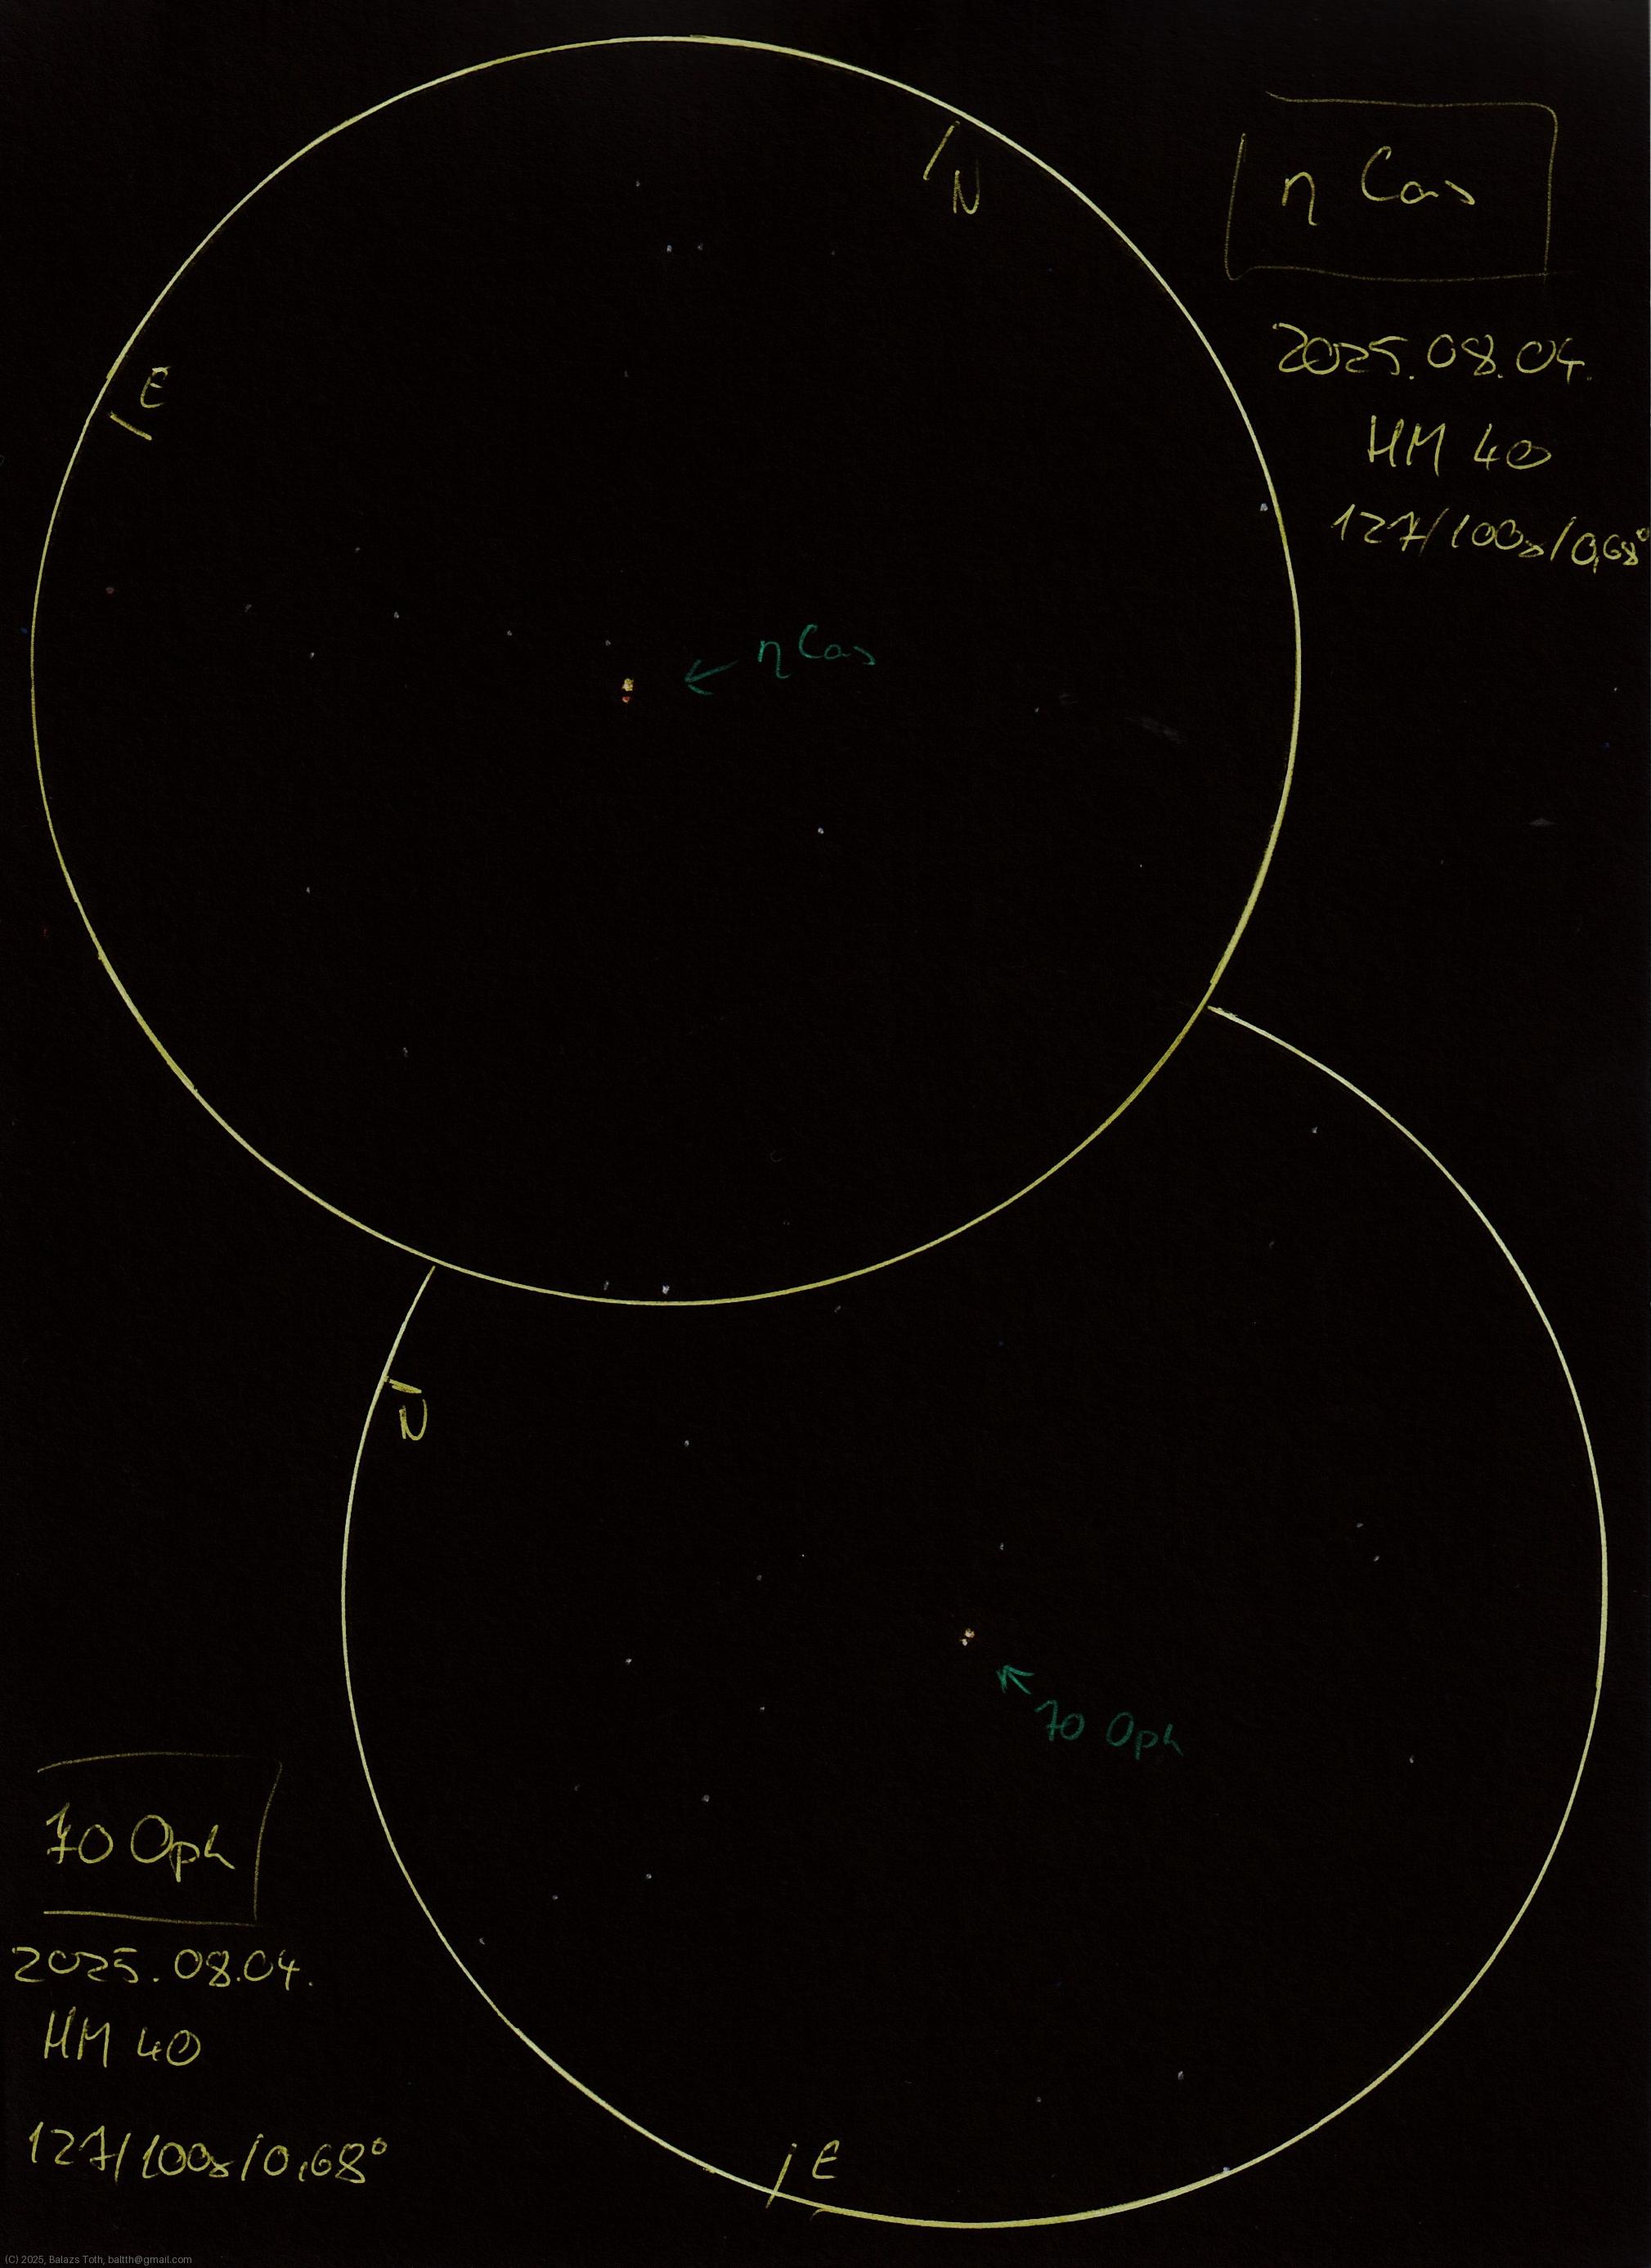 N
η Cas
2025.08.04.
E
HM 40
127/100x/0,68°
← η Cas
N
70 Oph
70 Oph
2025.08.04.
HM 40
127/100x/0,68°
E
(C) 2025, Balazs Toth, baltth@gmail.com